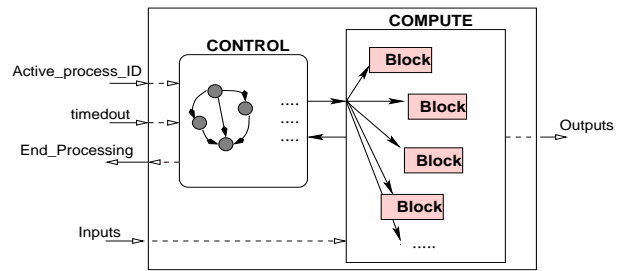 COMPUTE
CONTROL
Active_process_ID
timedout
End_Processing
Inputs
....
....
....
Block
Block
Block
Block
.....
Outputs